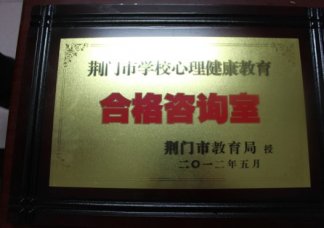 荆门市学校心理健康教育
合格咨询室
荆门市教育局 授
二〇一二年五月